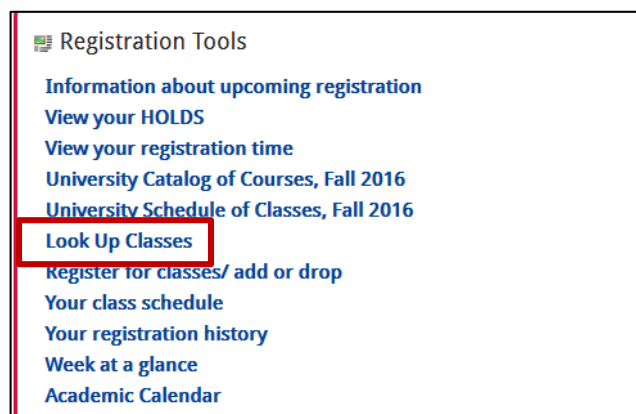 Registration Tools
Information about upcoming registration
View your HOLDS
View your registration time
University Catalog of Courses, Fall 2016
University Schedule of Classes, Fall 2016
Look Up Classes
Register for classes/ add or drop
Your class schedule
Your registration history
Week at a glance
Academic Calendar